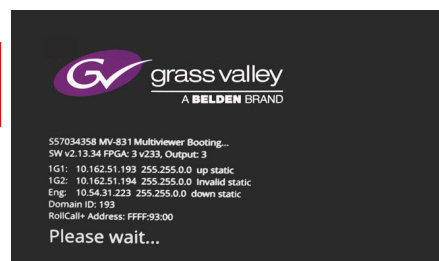 GV grass valley
A BELDEN BRAND
S57034358 MV-831 Multiviewer Booting...
SW v2.13.34 FPGA: 3 v233, Output: 3
1G1: 10.162.51.193 255.255.0.0 up static
1G2: 10.162.51.194 255.255.0.0 Invalid static
Eng: 10.54.31.223 255.255.0.0 down static
Domain ID: 193
RollCall+ Address: FFFF:93:00
Please wait...